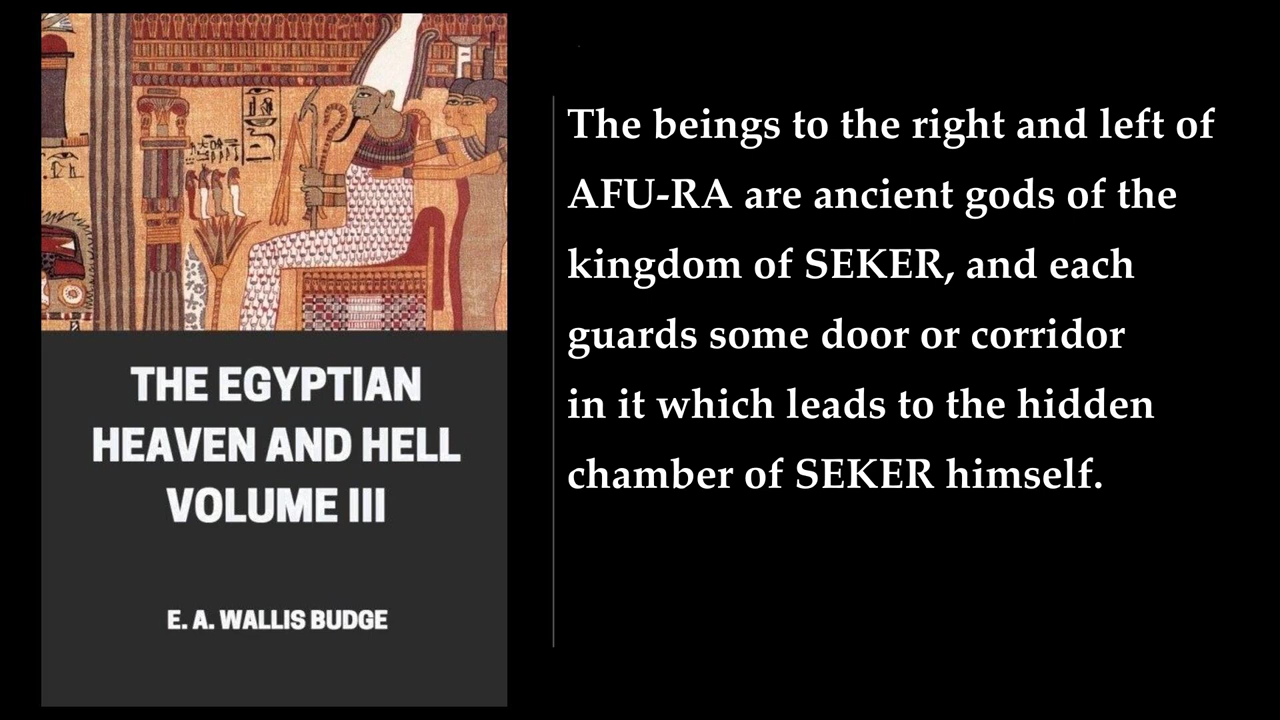 THE EGYPTIAN
HEAVEN AND HELL
VOLUME III
E. A. WALLIS BUDGE
The beings to the right and left of
AFU-RA are ancient gods of the
kingdom of SEKER, and each
guards some door or corridor
in it which leads to the hidden
chamber of SEKER himself.